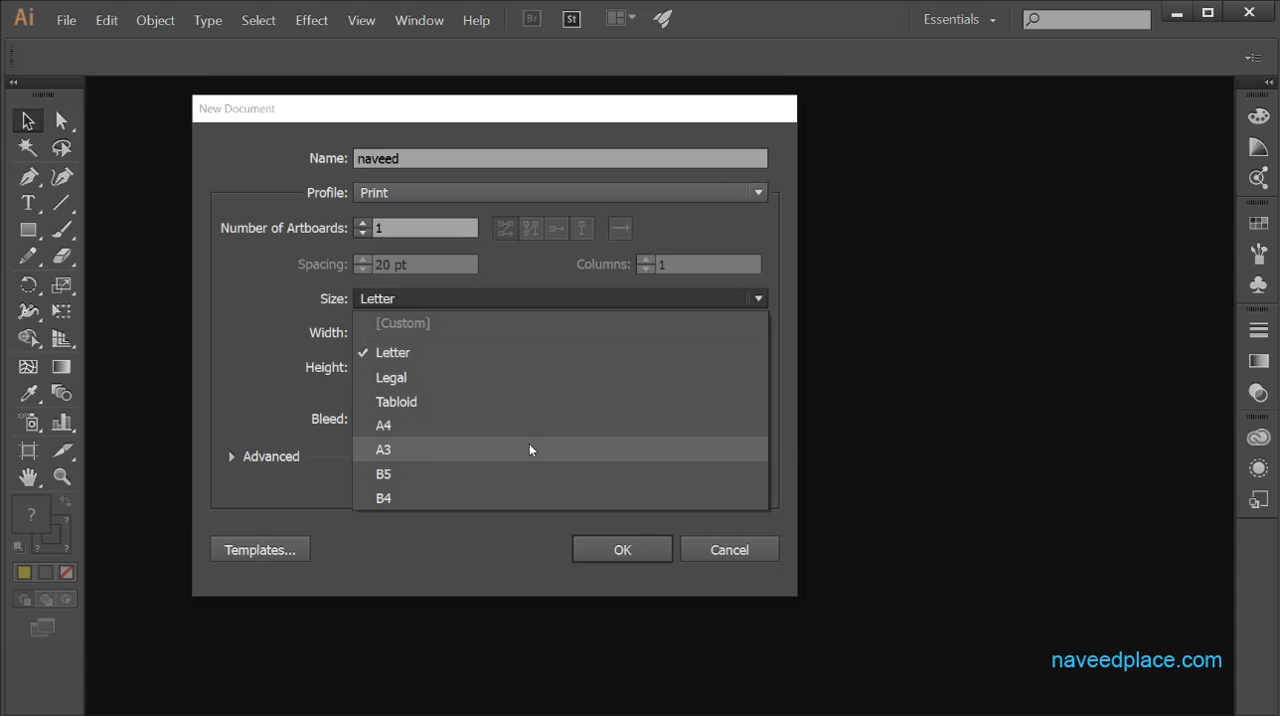 Ai File Edit Object Type Select Effect View Window Help Br St Essentials
New Document
Name: naveed
Profile: Print
Number of Artboards: 1
Spacing: 20 pt Columns: 1
Size: Letter
[Custom]
Width:
Letter
Height:
Legal
Tabloid
Bleed:
A4
A3
Advanced
B5
B4
Templates... OK Cancel
T
?
?
? ?
naveedplace.com